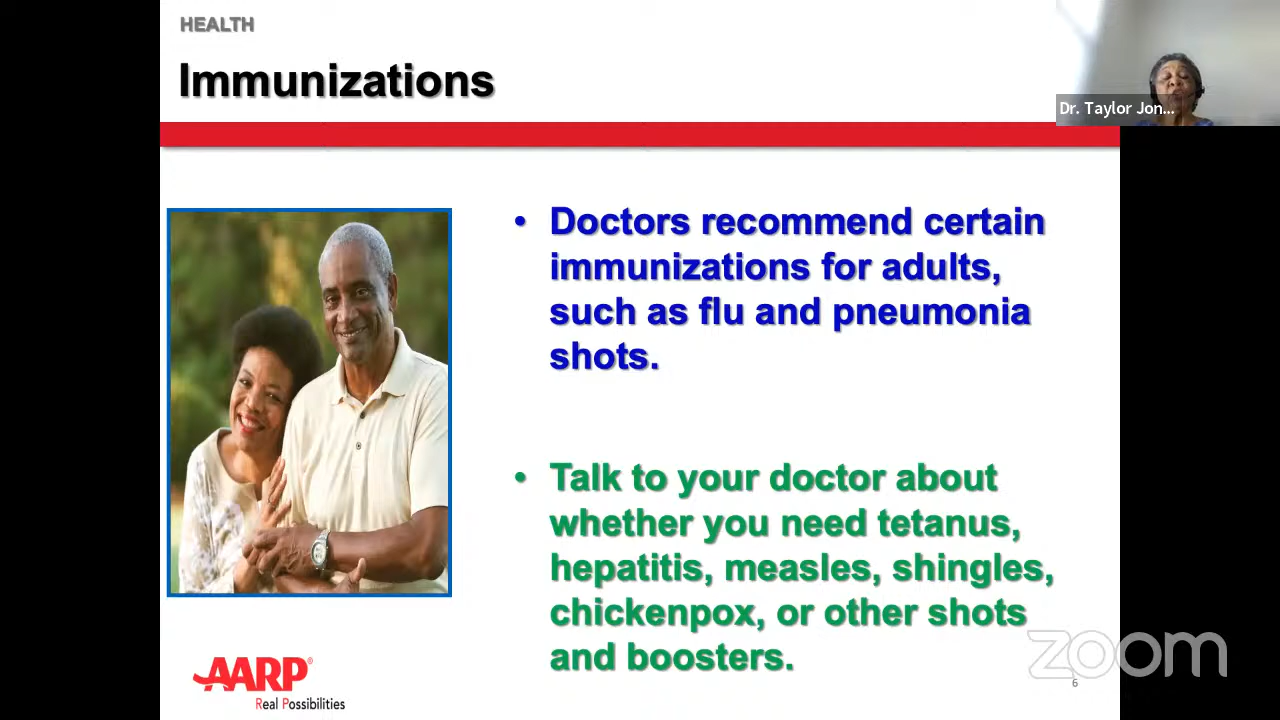 HEALTH
Immunizations
Dr. Taylor Jon...
• Doctors recommend certain
immunizations for adults,
such as flu and pneumonia
shots.
• Talk to your doctor about
whether you need tetanus,
hepatitis, measles, shingles,
chickenpox, or other shots
and boosters.
AARP®
Real Possibilities
zoom
6